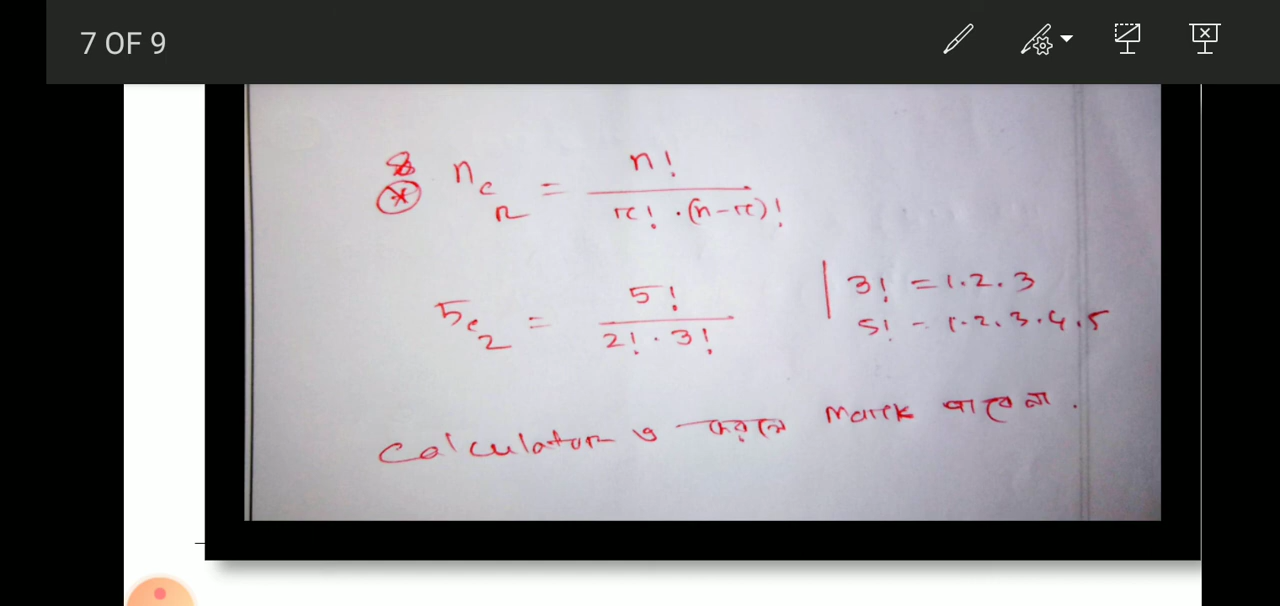 7 OF 9
⊛ nCr = n! / r! · (n-r)!
5C2 = 5! / 2! · 3!
| 3! = 1.2.3
5! = 1.2.3.4.5
Calculator এ করলে Mark পাবে না.